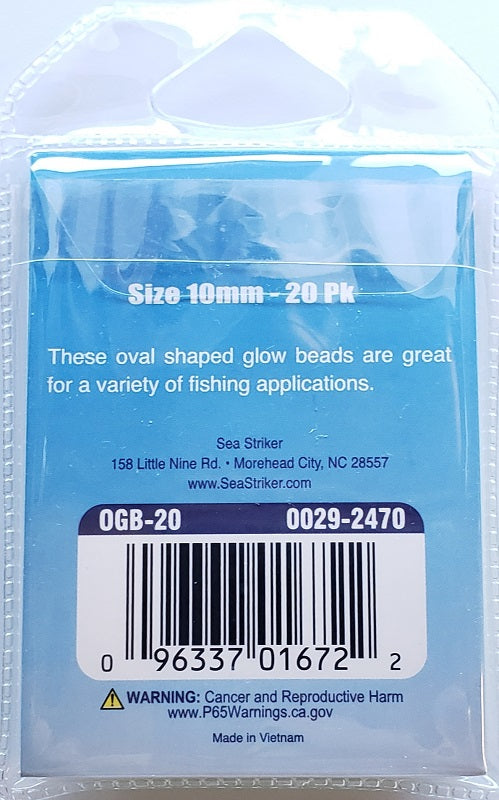 Size 10mm - 20 Pk
These oval shaped glow beads are great
for a variety of fishing applications.
Sea Striker
158 Little Nine Rd. • Morehead City, NC 28557
www.SeaStriker.com
OGB-20 0029-2470
0 96337 01672 2
WARNING: Cancer and Reproductive Harm
www.P65Warnings.ca.gov
Made in Vietnam